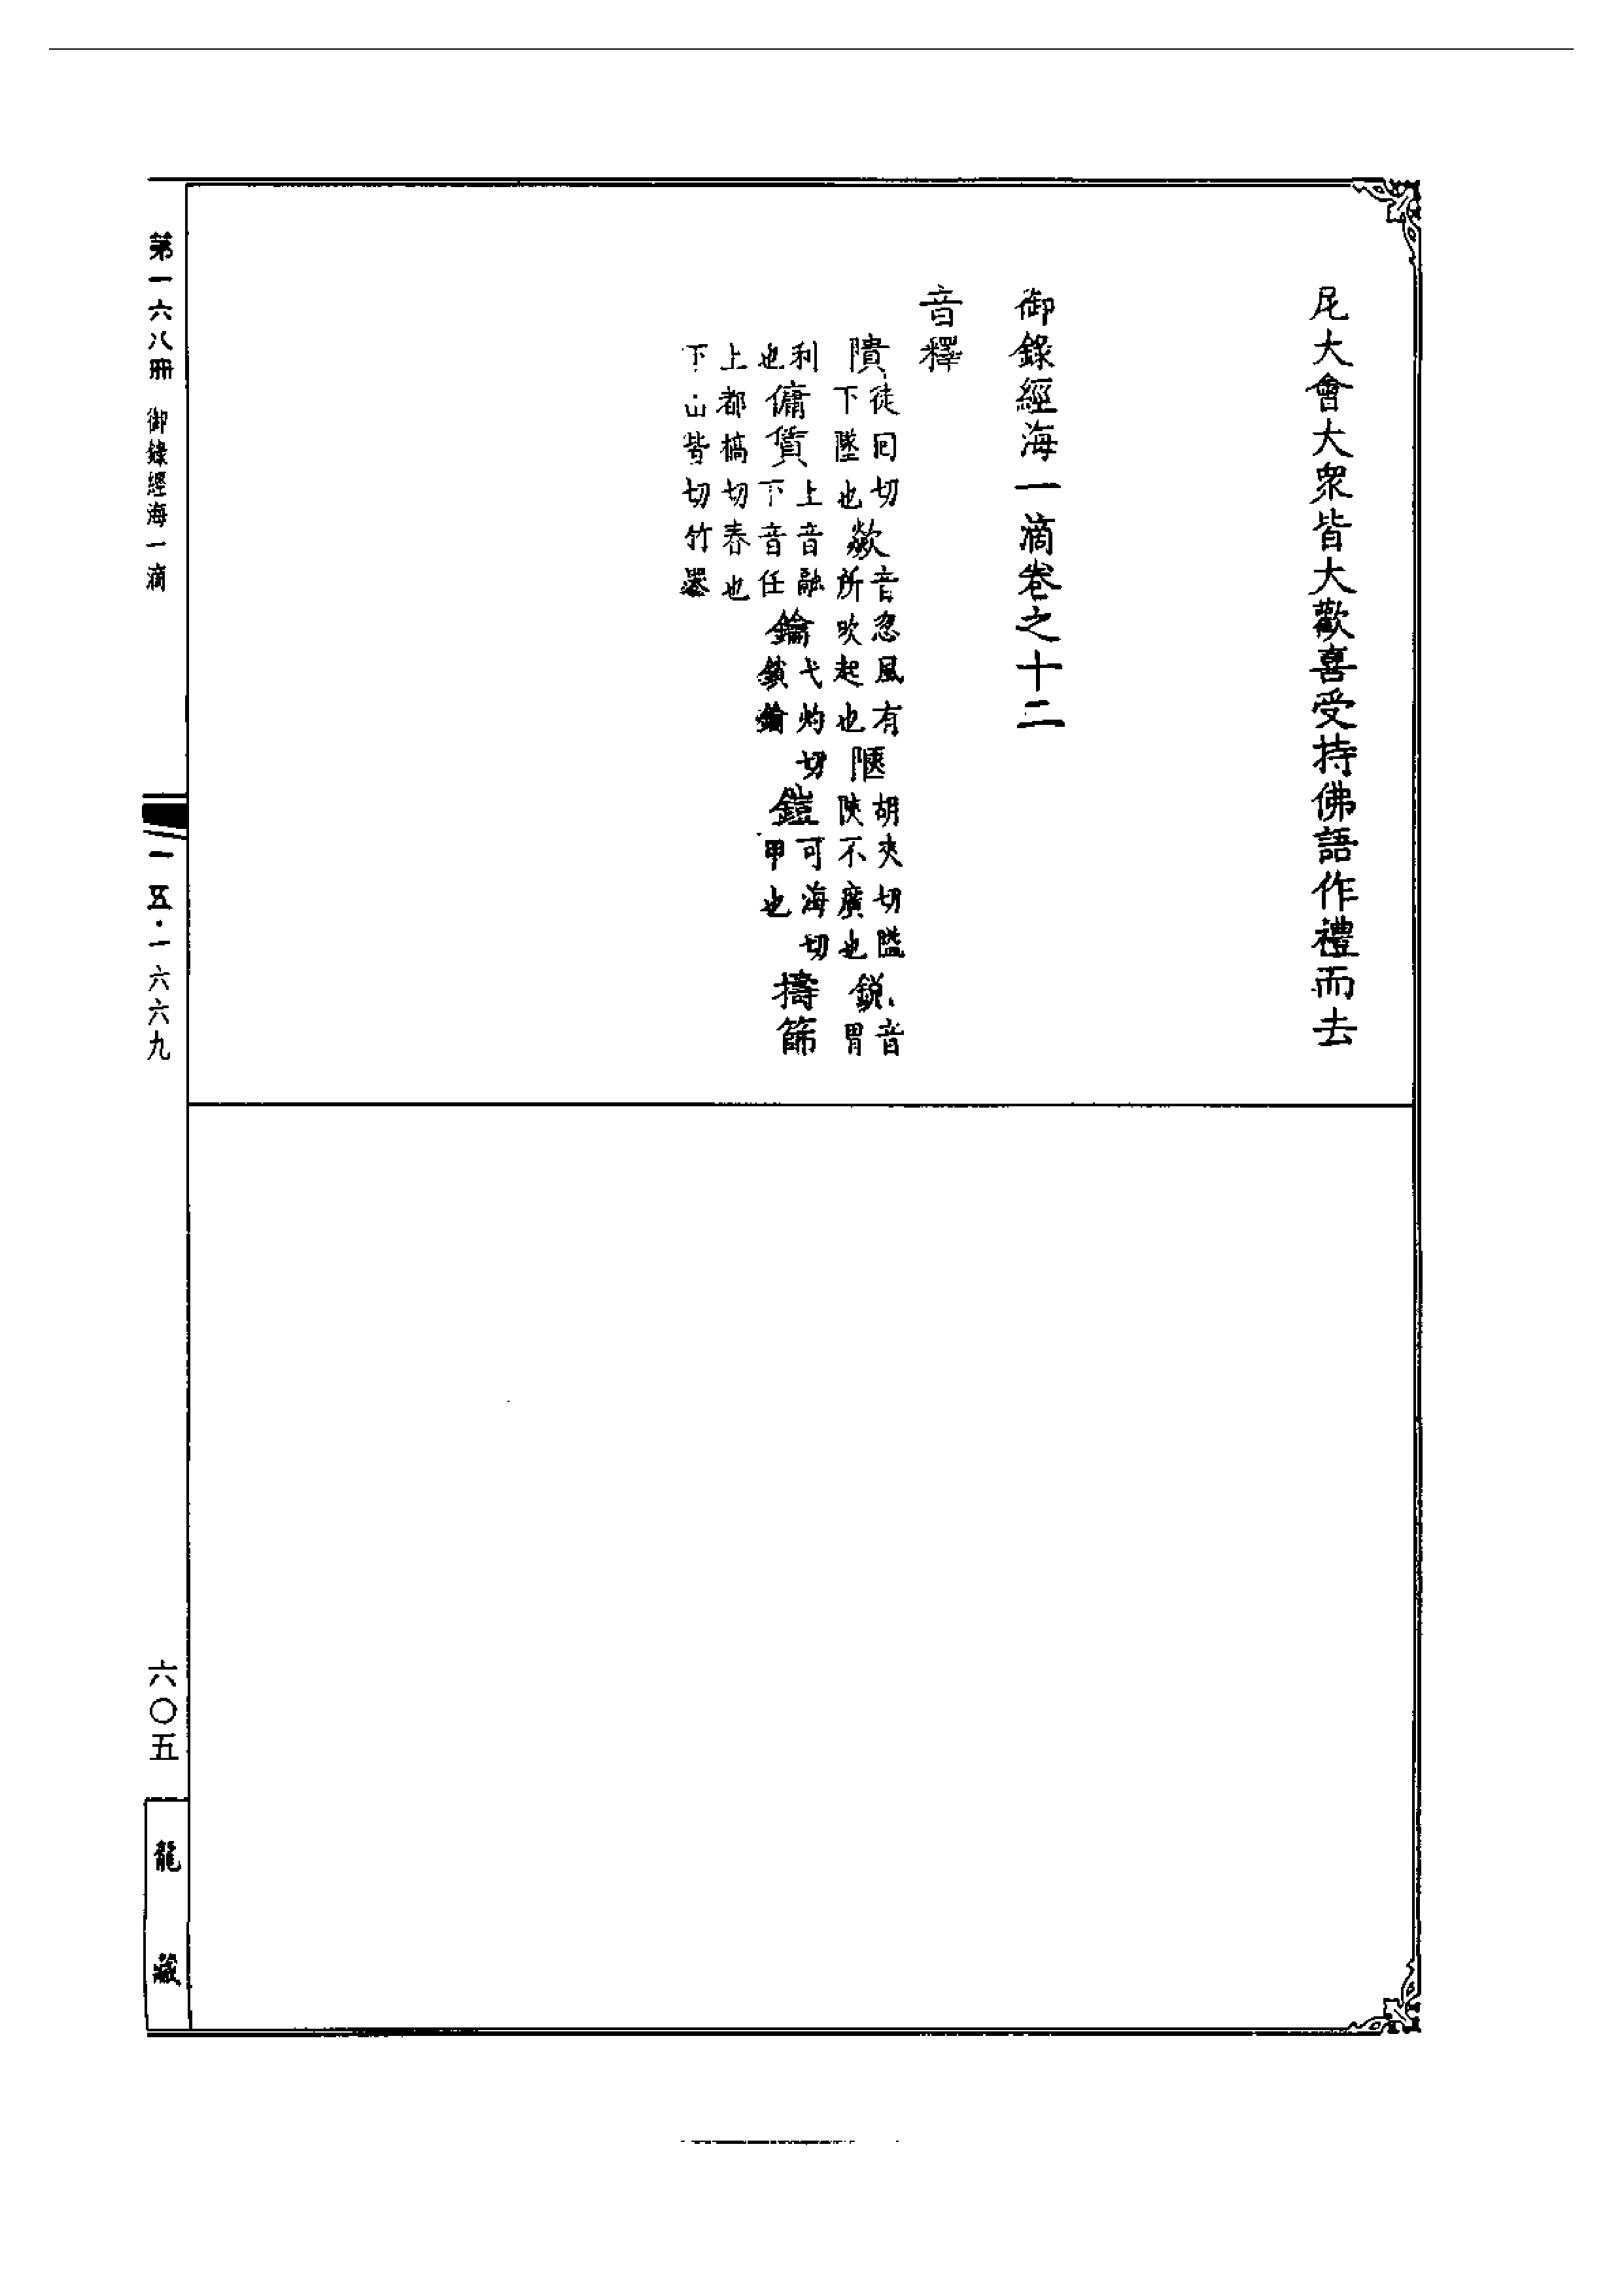 尼大會大衆皆大歡喜受持佛語作禮而去
御錄經海一滴卷之十二
音釋
隤徒回切下墜也歘音忽風有所吹起也陿胡夾切隘陝不廣也銳音胃
利也傭賃上音融下音任鑰弋灼切鎖鑰鎧可海切甲也擣篩
上都槁切舂也下山皆切竹器
第一六八冊 御錄經海一滴
一五·一六六九
六〇五
龍藏